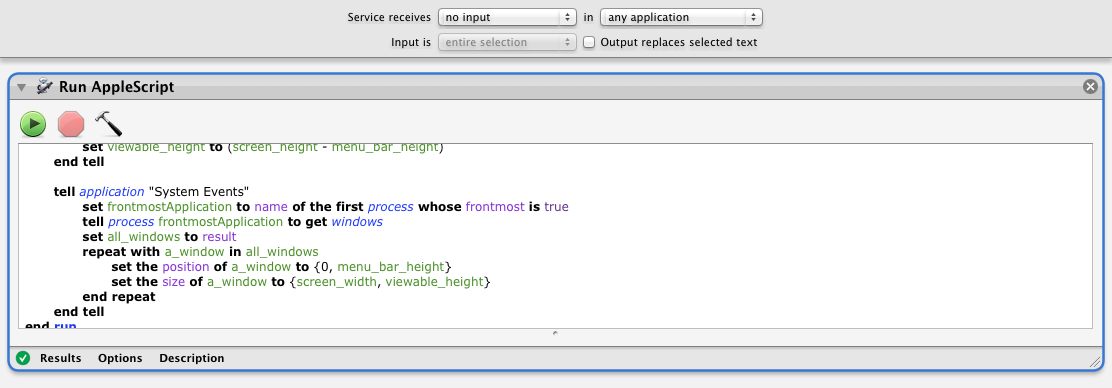 Service receives no input in any application
Input is entire selection Output replaces selected text
Run AppleScript
set viewable_height to (screen_height - menu_bar_height)
end tell
tell application "System Events"
set frontmostApplication to name of the first process whose frontmost is true
tell process frontmostApplication to get windows
set all_windows to result
repeat with a_window in all_windows
set the position of a_window to {0, menu_bar_height}
set the size of a_window to {screen_width, viewable_height}
end repeat
end tell
end run
Results Options Description